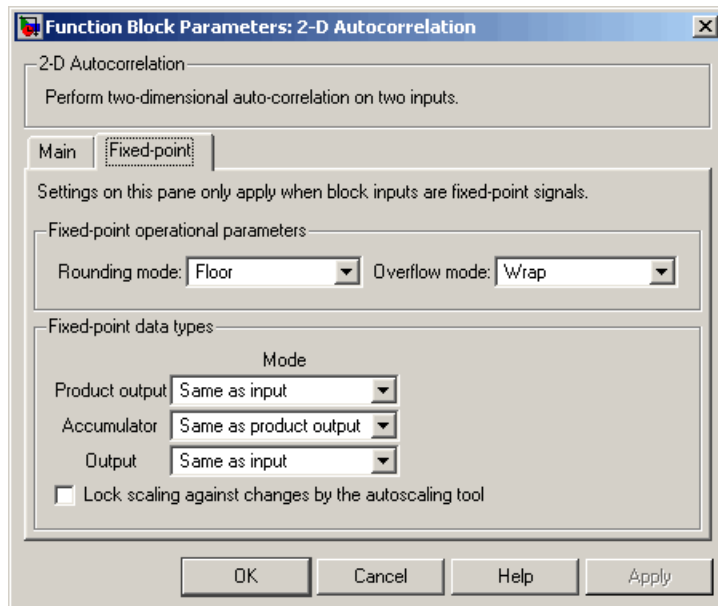 Function Block Parameters: 2-D Autocorrelation
2-D Autocorrelation
Perform two-dimensional auto-correlation on two inputs.
Main Fixed-point
Settings on this pane only apply when block inputs are fixed-point signals.
Fixed-point operational parameters
Rounding mode: Floor Overflow mode: Wrap
Fixed-point data types
Mode
Product output Same as input
Accumulator Same as product output
Output Same as input
Lock scaling against changes by the autoscaling tool
OK Cancel Help Apply